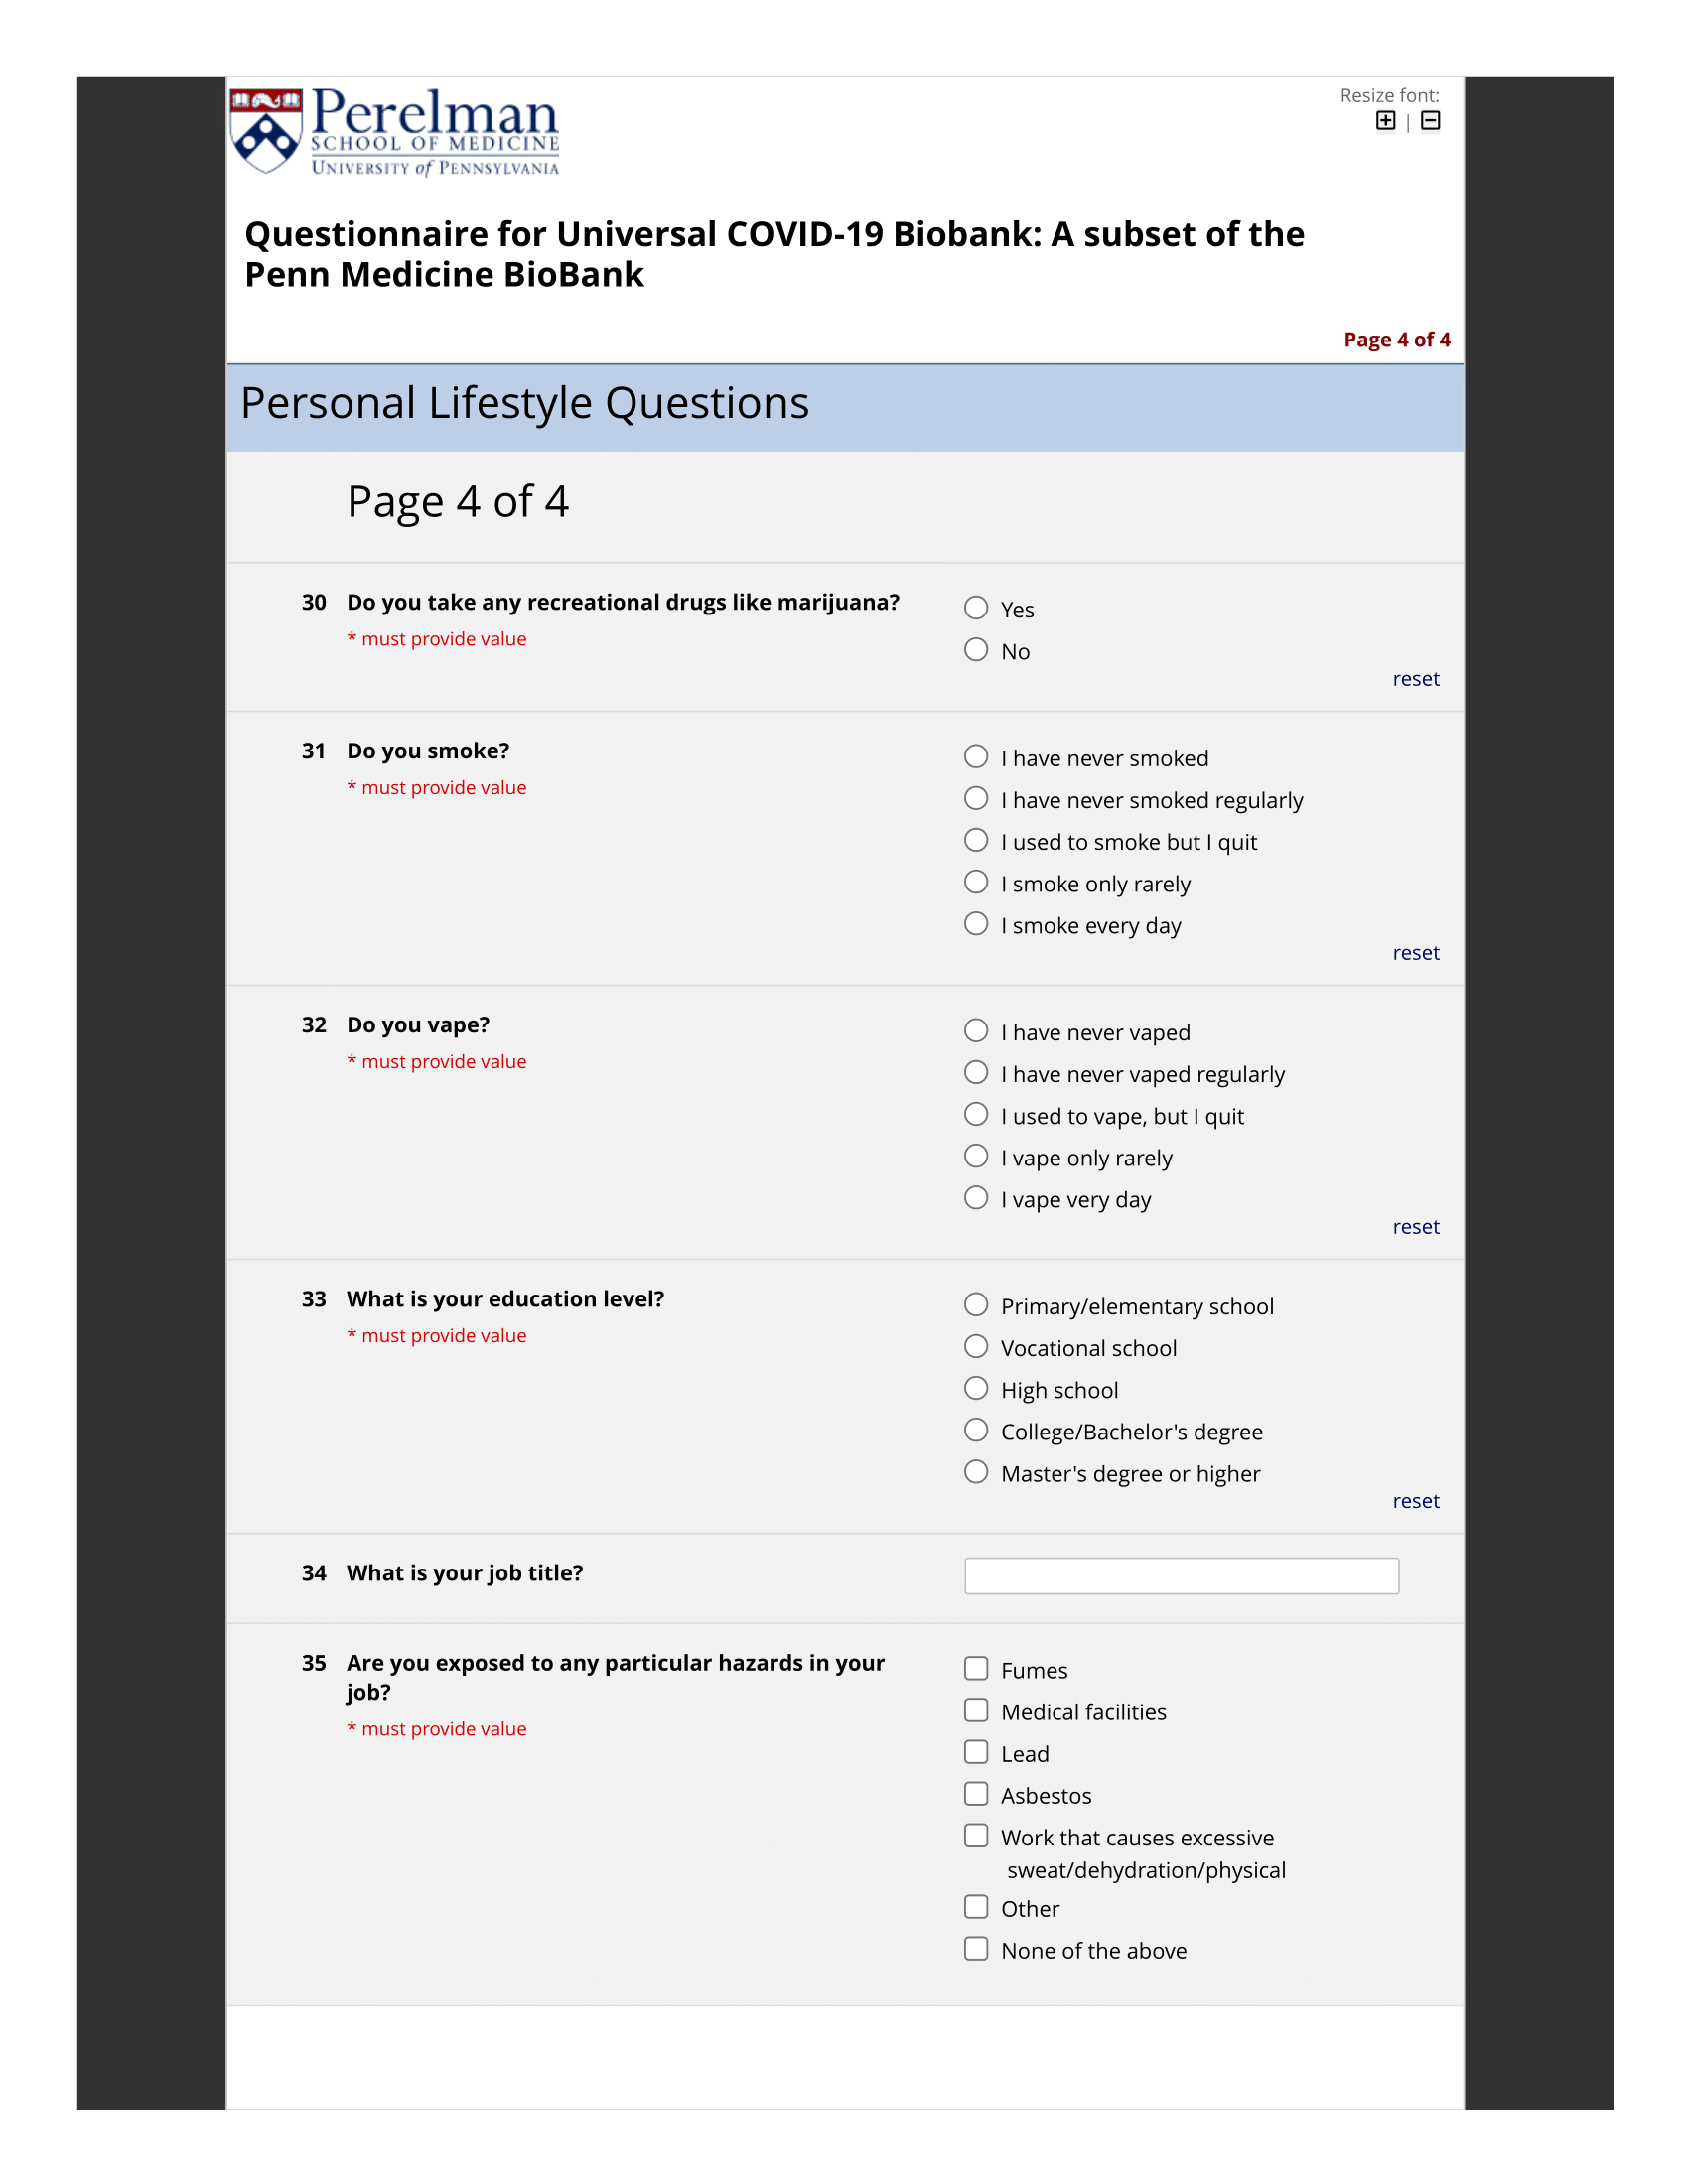 Perelman
SCHOOL OF MEDICINE
UNIVERSITY of PENNSYLVANIA
Resize font:
|
Questionnaire for Universal COVID-19 Biobank: A subset of the
Penn Medicine BioBank
Page 4 of 4
Personal Lifestyle Questions
Page 4 of 4
30 Do you take any recreational drugs like marijuana?
* must provide value
Yes
No
reset
31 Do you smoke?
* must provide value
I have never smoked
I have never smoked regularly
I used to smoke but I quit
I smoke only rarely
I smoke every day
reset
32 Do you vape?
* must provide value
I have never vaped
I have never vaped regularly
I used to vape, but I quit
I vape only rarely
I vape very day
reset
33 What is your education level?
* must provide value
Primary/elementary school
Vocational school
High school
College/Bachelor's degree
Master's degree or higher
reset
34 What is your job title?
35 Are you exposed to any particular hazards in your
job?
* must provide value
Fumes
Medical facilities
Lead
Asbestos
Work that causes excessive
sweat/dehydration/physical
Other
None of the above